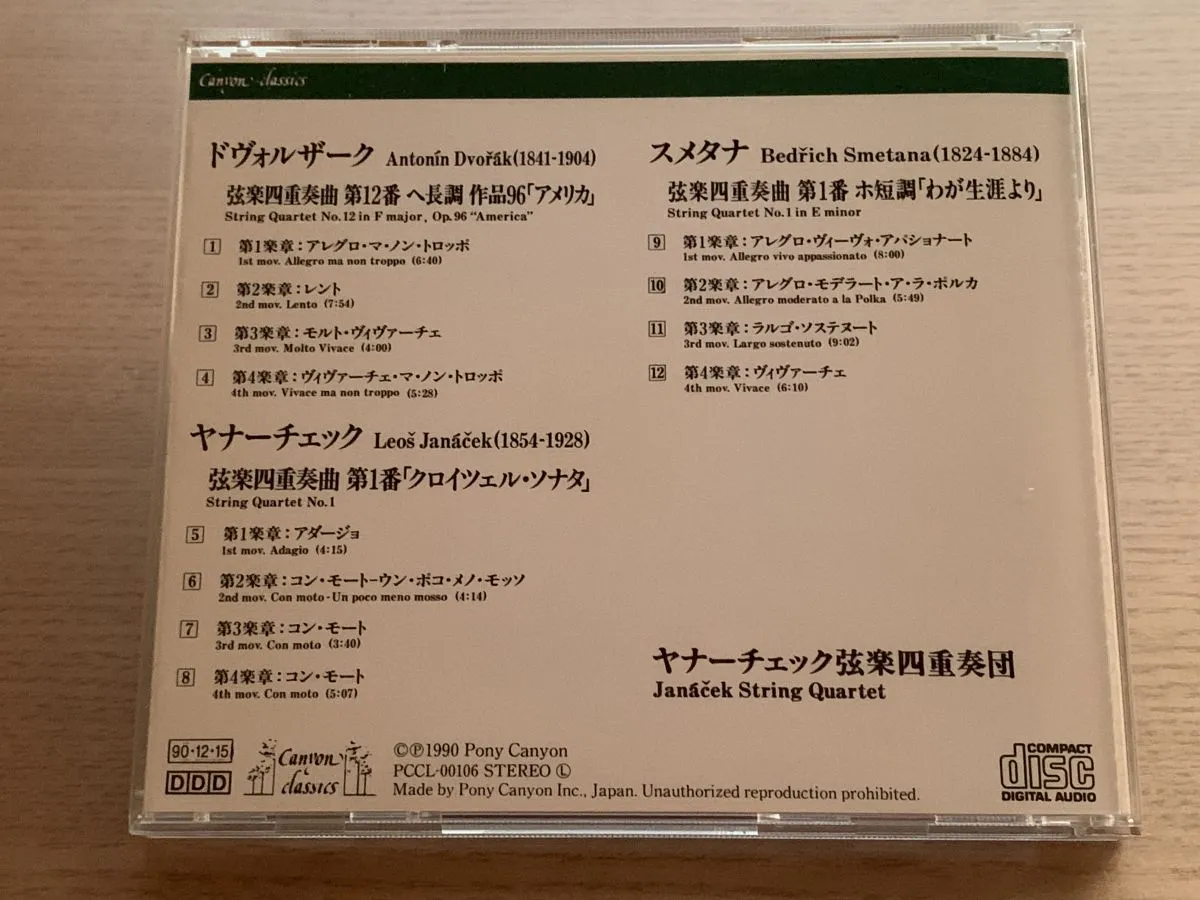 Canyon classics
ドヴォルザーク Antonín Dvořák(1841-1904)
弦楽四重奏曲 第12番 ヘ長調 作品96「アメリカ」
String Quartet No.12 in F major, Op.96 "America"
1 第1楽章：アレグロ・マ・ノン・トロッポ
1st mov. Allegro ma non troppo (6:40)
2 第2楽章：レント
2nd mov. Lento (7:54)
3 第3楽章：モルト・ヴィヴァーチェ
3rd mov. Molto Vivace (4:00)
4 第4楽章：ヴィヴァーチェ・マ・ノン・トロッポ
4th mov. Vivace ma non troppo (5:28)
ヤナーチェック Leoš Janáček(1854-1928)
弦楽四重奏曲 第1番「クロイツェル・ソナタ」
String Quartet No.1
5 第1楽章：アダージョ
1st mov. Adagio (4:15)
6 第2楽章：コン・モート-ウン・ポコ・メノ・モッソ
2nd mov. Con moto-Un poco meno mosso (4:14)
7 第3楽章：コン・モート
3rd mov. Con moto (3:40)
8 第4楽章：コン・モート
4th mov. Con moto (5:07)
スメタナ Bedřich Smetana(1824-1884)
弦楽四重奏曲 第1番 ホ短調「わが生涯より」
String Quartet No.1 in E minor
9 第1楽章：アレグロ・ヴィーヴォ・アパショナート
1st mov. Allegro vivo appassionato (8:00)
10 第2楽章：アレグロ・モデラート・ア・ラ・ポルカ
2nd mov. Allegro moderato a la Polka (5:49)
11 第3楽章：ラルゴ・ソステヌート
3rd mov. Largo sostenuto (9:02)
12 第4楽章：ヴィヴァーチェ
4th mov. Vivace (6:10)
ヤナーチェック弦楽四重奏団
Janáček String Quartet
90・12・15
DDD
Canyon classics
©℗1990 Pony Canyon
PCCL-00106 STEREO Ⓛ
Made by Pony Canyon Inc., Japan. Unauthorized reproduction prohibited.
COMPACT
disc
DIGITAL AUDIO